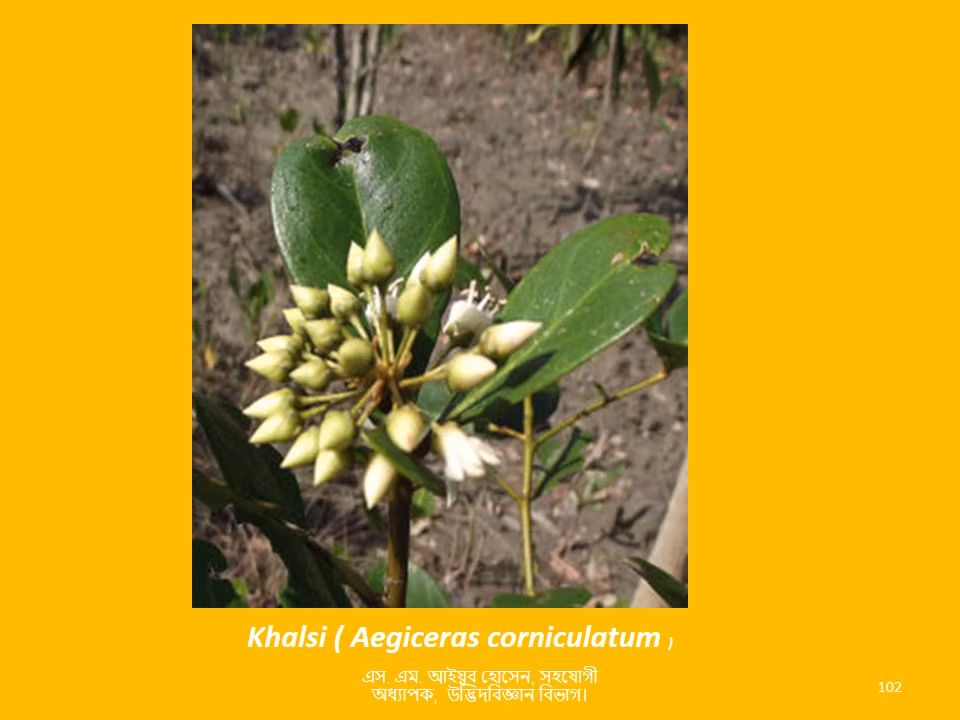 Khalsi ( Aegiceras corniculatum )
এস. এম. আইয়ুব হোসেন, সহযোগী
অধ্যাপক, উদ্ভিদবিজ্ঞান বিভাগ।
102